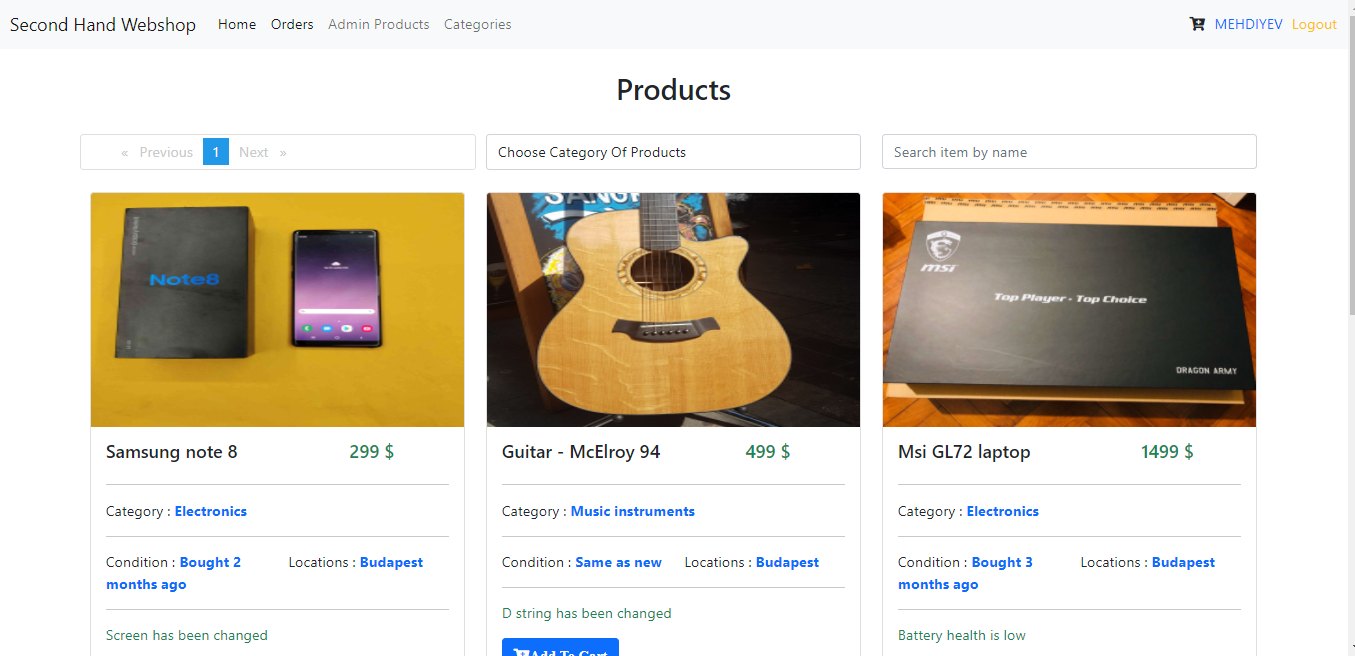 Second Hand Webshop Home Orders Admin Products Categories MEHDIYEV Logout
Products
« Previous 1 Next »
Choose Category Of Products
Search item by name
Note8
Samsung note 8 299 $
Category : Electronics
Condition : Bought 2 months ago
Locations : Budapest
Screen has been changed
Guitar - McElroy 94 499 $
Category : Music instruments
Condition : Same as new
Locations : Budapest
D string has been changed
Add To Cart
msi
Top Player - Top Choice
DRAGON ARMY
Msi GL72 laptop 1499 $
Category : Electronics
Condition : Bought 3 months ago
Locations : Budapest
Battery health is low